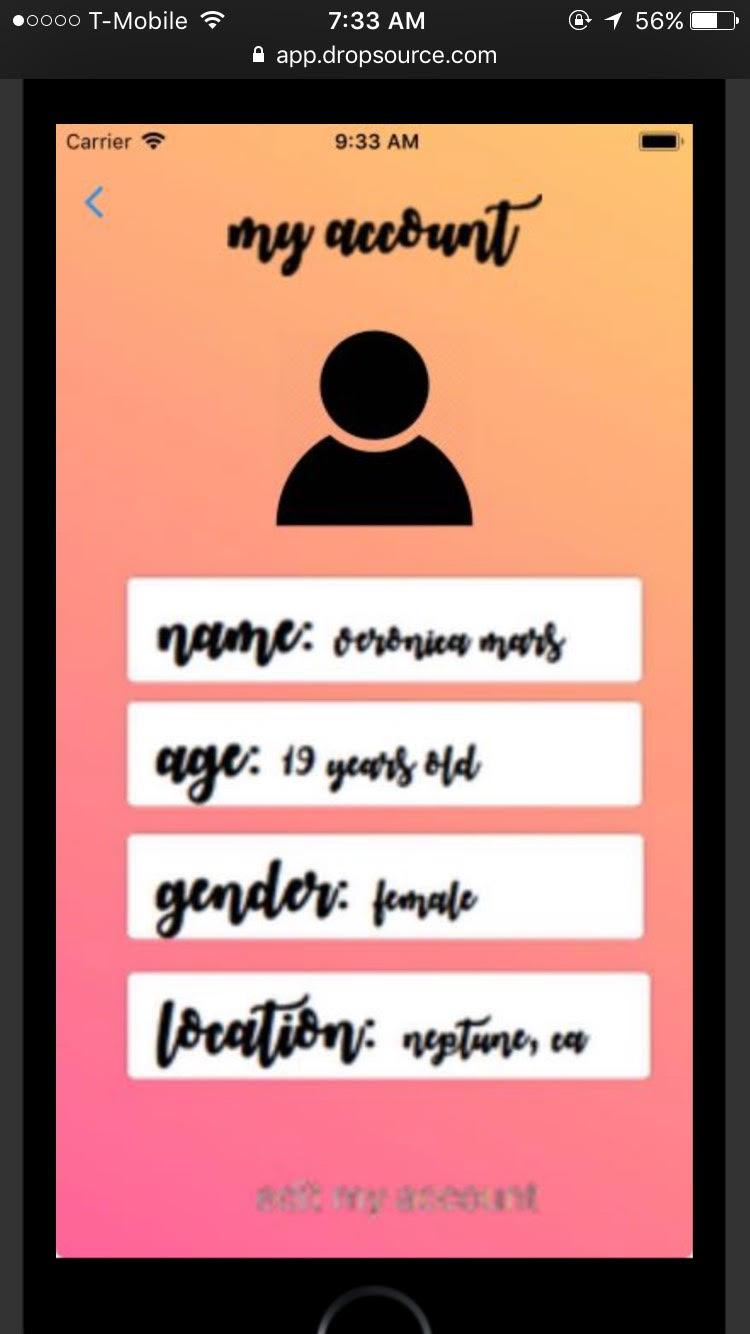 T-Mobile 7:33 AM 56%
app.dropsource.com
Carrier 9:33 AM
my account
name: veronica mars
age: 19 years old
gender: female
location: neptune, ca
edit my account